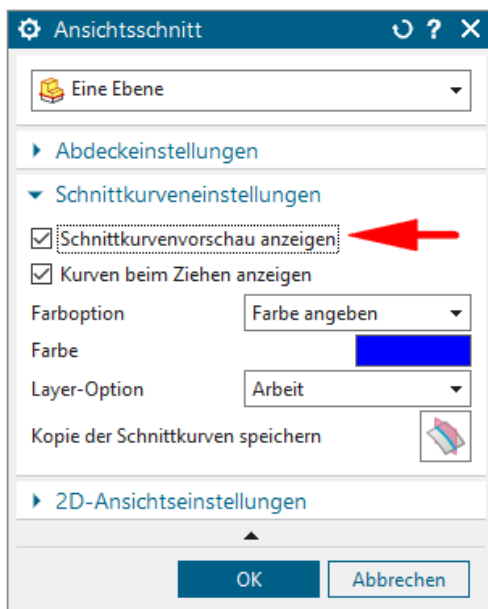 Ansichtsschnitt
Eine Ebene
Abdeckeinstellungen
Schnittkurveneinstellungen
Schnittkurvenvorschau anzeigen
Kurven beim Ziehen anzeigen
Farboption Farbe angeben
Farbe
Layer-Option Arbeit
Kopie der Schnittkurven speichern
2D-Ansichtseinstellungen
OK Abbrechen